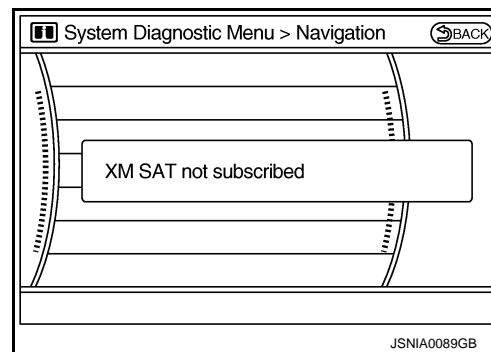 System Diagnostic Menu > Navigation
BACK
XM SAT not subscribed
JSNIA0089GB